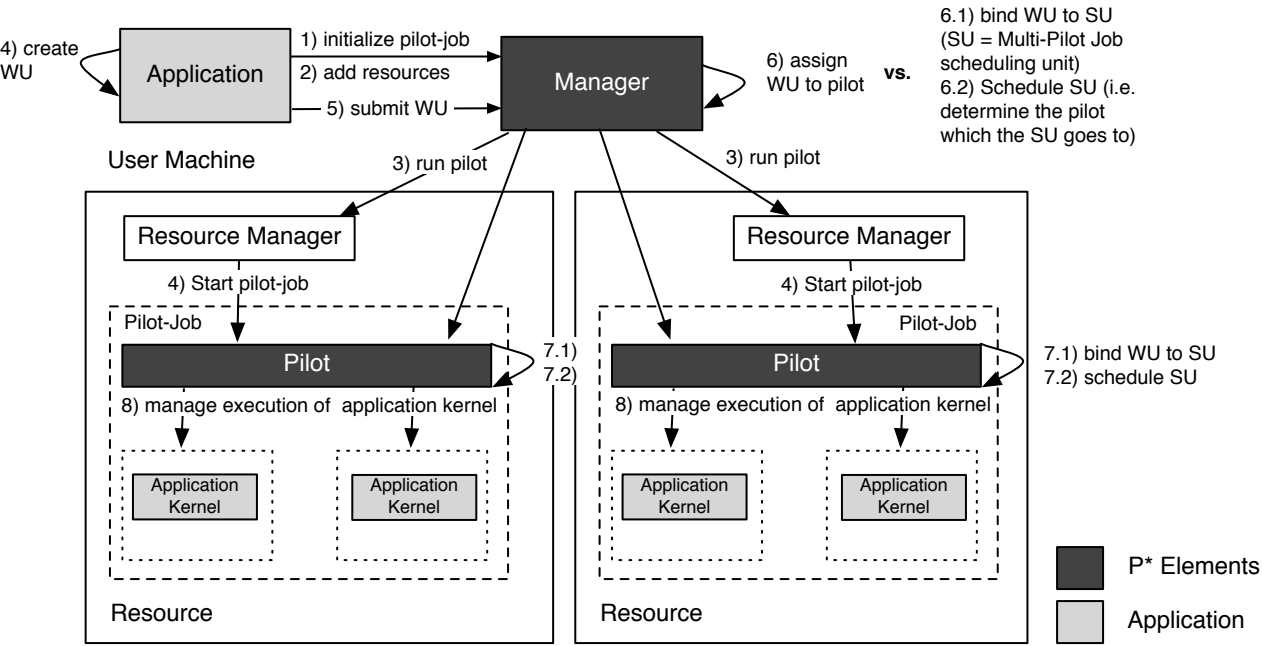 4) create
WU
Application
1) initialize pilot-job
2) add resources
5) submit WU
Manager
6) assign
WU to pilot
vs.
6.1) bind WU to SU
(SU = Multi-Pilot Job
scheduling unit)
6.2) Schedule SU (i.e.
determine the pilot
which the SU goes to)
User Machine
3) run pilot
3) run pilot
Resource Manager
4) Start pilot-job
Pilot-Job
Pilot
7.1)
7.2)
8) manage execution of application kernel
Application
Kernel
Application
Kernel
Resource
Resource Manager
4) Start pilot-job
Pilot-Job
Pilot
7.1) bind WU to SU
7.2) schedule SU
8) manage execution of application kernel
Application
Kernel
Application
Kernel
Resource
P* Elements
Application